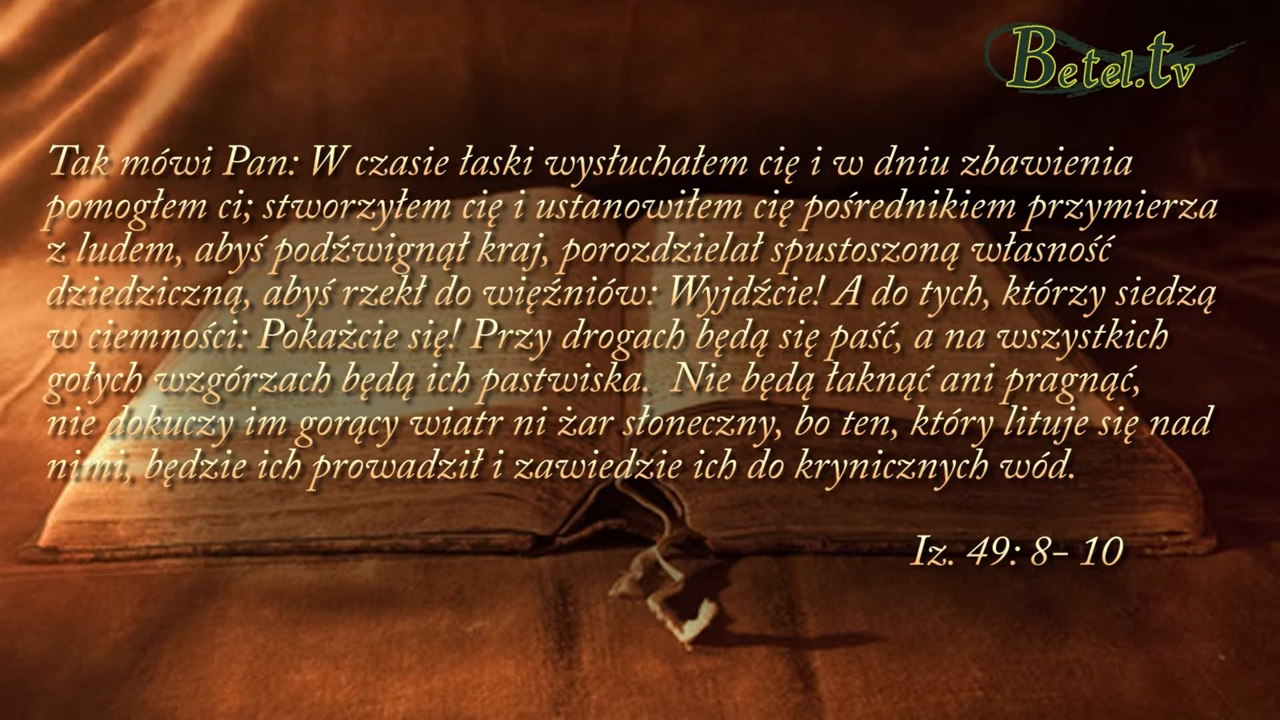 Betel.tv
Tak mówi Pan: W czasie łaski wysłuchałem cię i w dniu zbawienia
pomogłem ci; stworzyłem cię i ustanowiłem cię pośrednikiem przymierza
z ludem, abyś podźwignął kraj, porozdzielał spustoszoną własność
dziedziczną, abyś rzekł do więźniów: Wyjdźcie! A do tych, którzy siedzą
w ciemności: Pokażcie się! Przy drogach będą się paść, a na wszystkich
gołych wzgórzach będą ich pastwiska. Nie będą łaknąć ani pragnąć,
nie dokuczy im gorący wiatr ni żar słoneczny, bo ten, który lituje się nad
nimi, będzie ich prowadził i zawiedzie ich do krynicznych wód.
Iz. 49: 8- 10